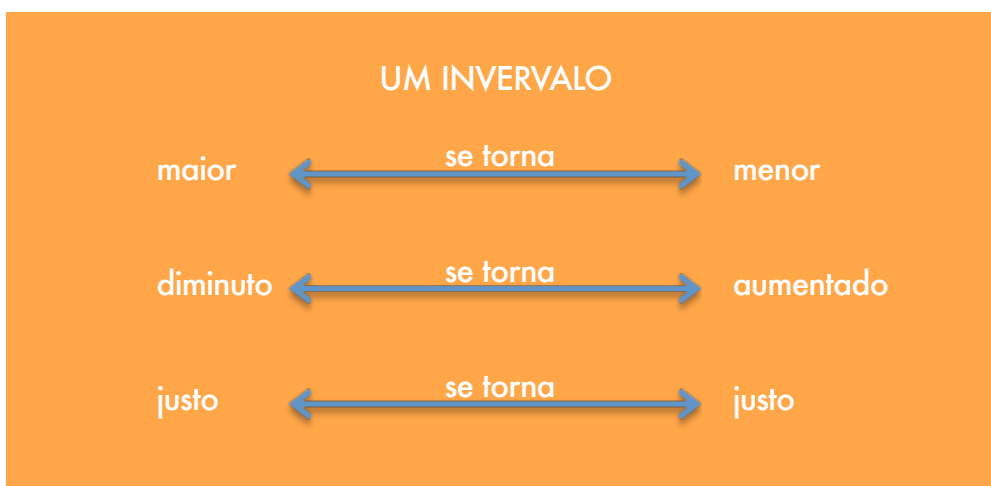 UM INVERVALO
maior se torna menor
diminuto se torna aumentado
justo se torna justo